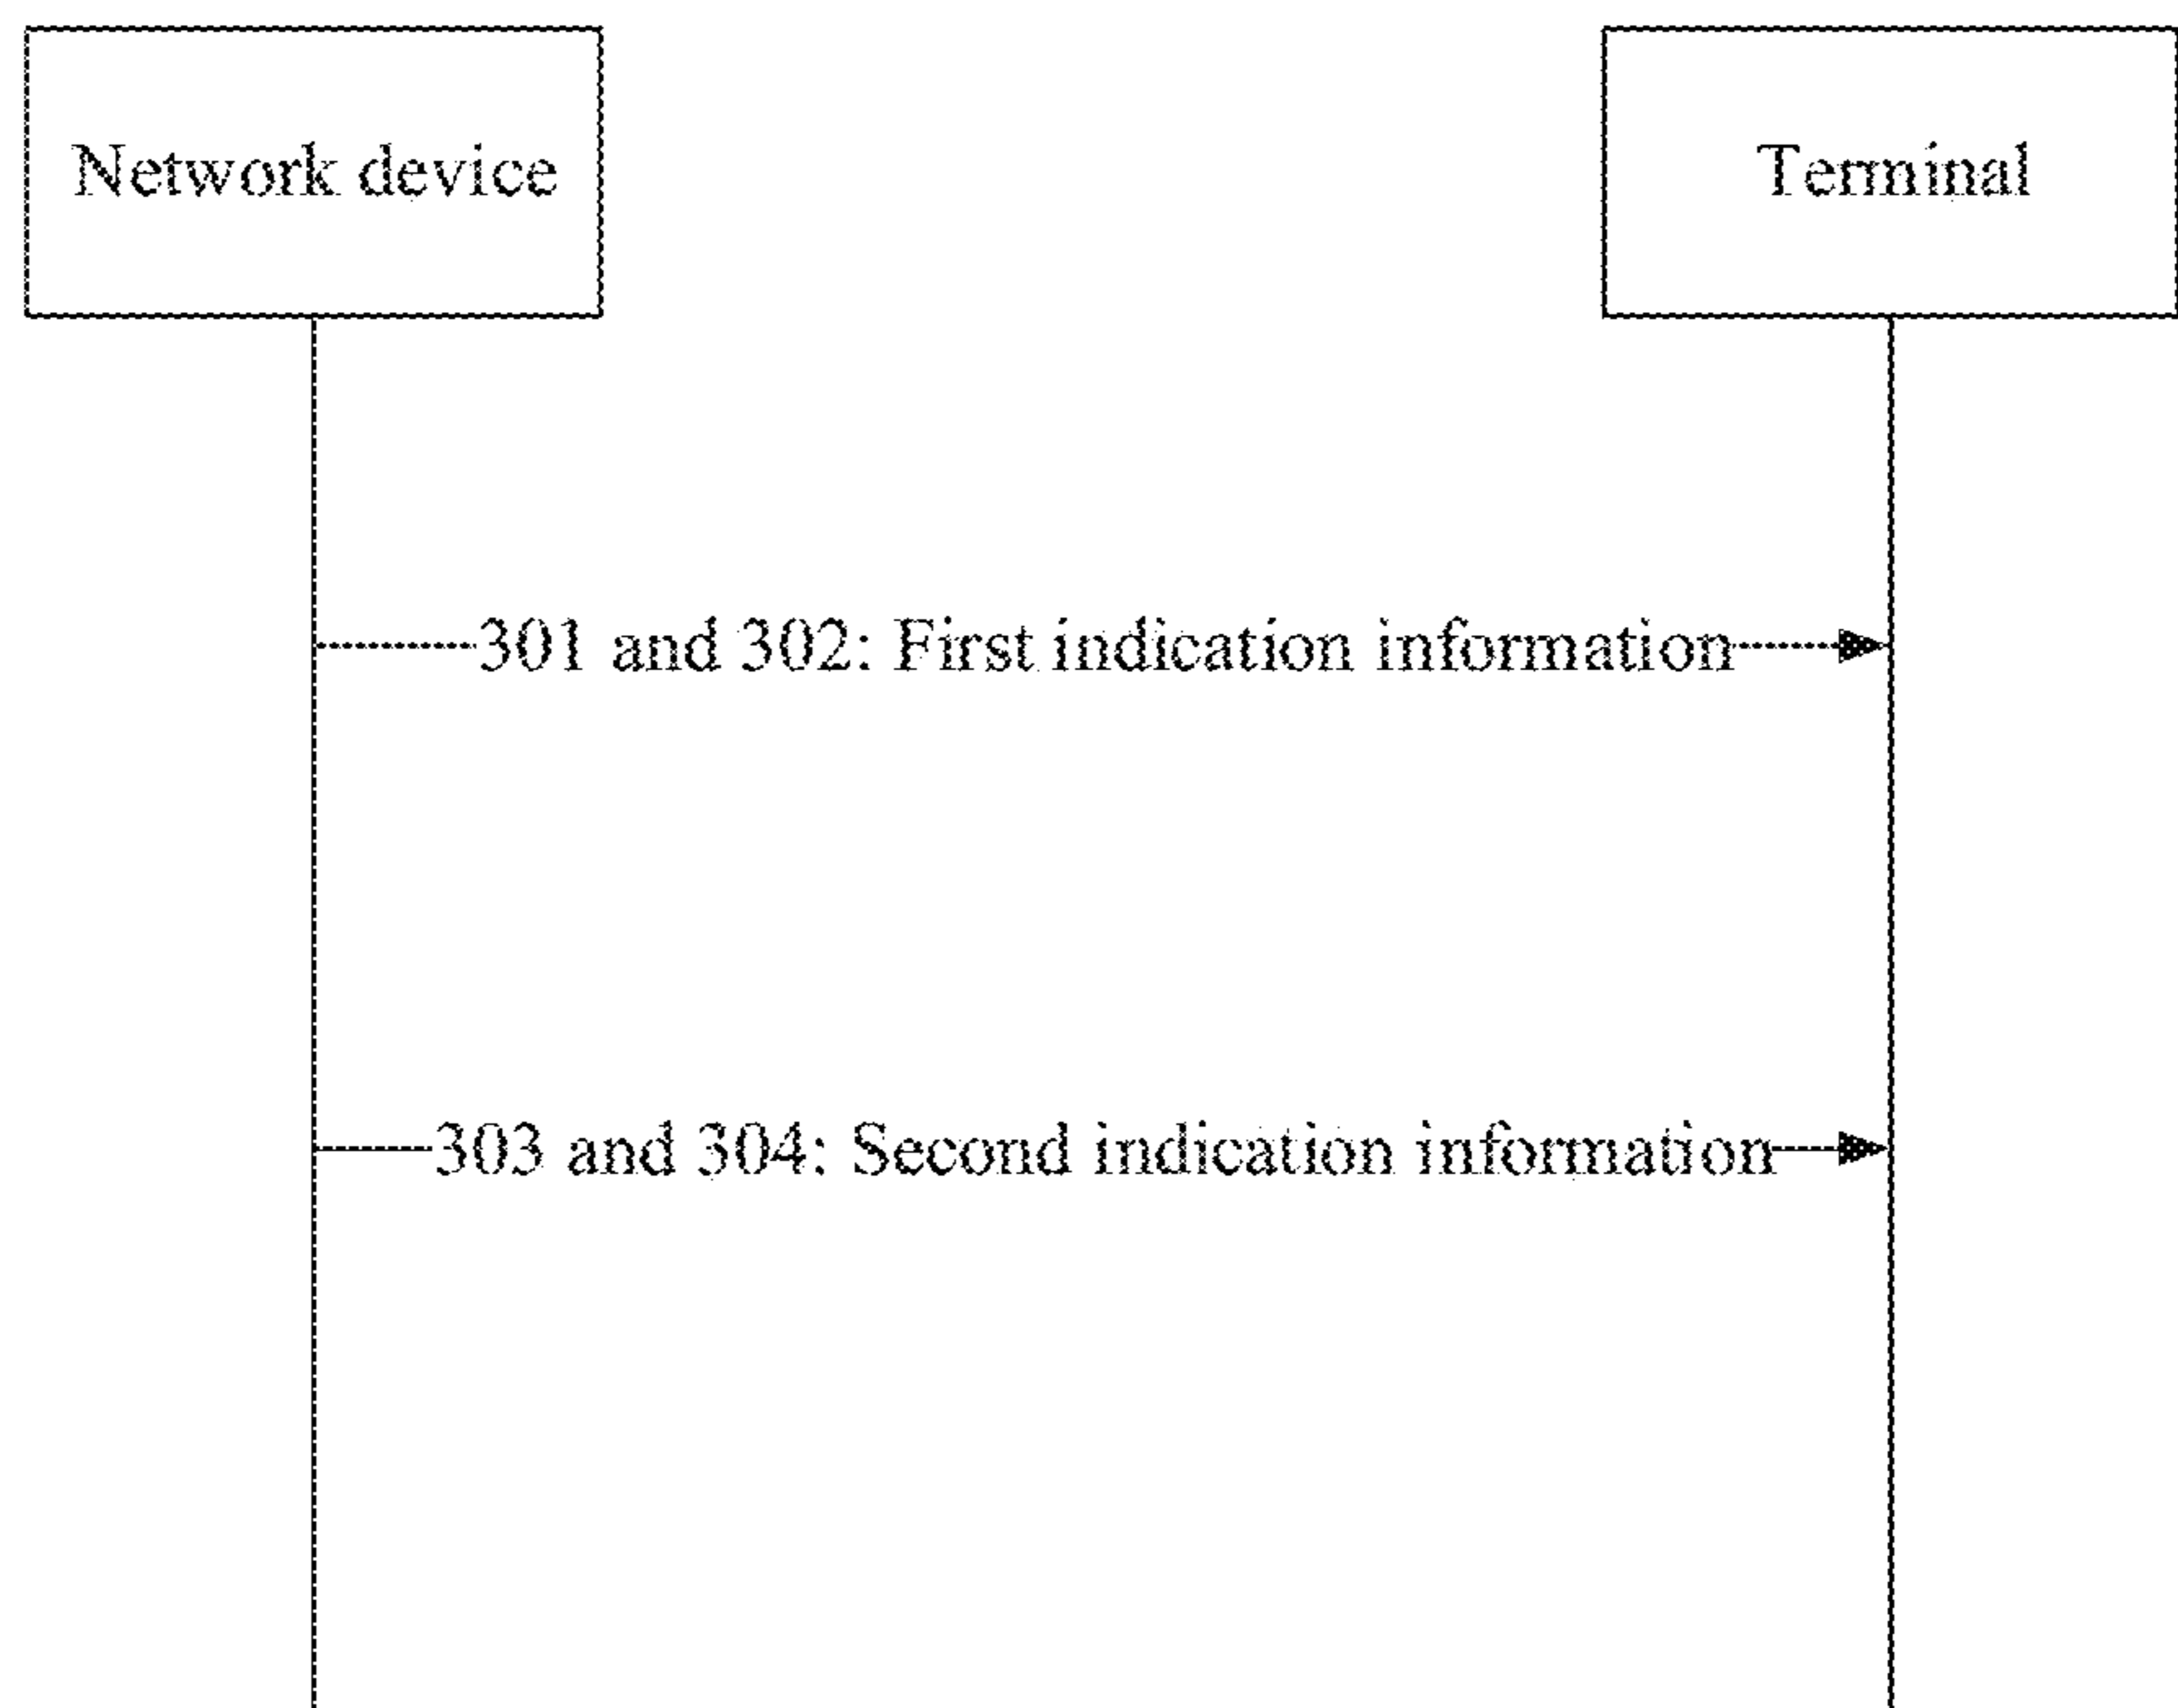 Network device
Terminal
301 and 302: First indication information
303 and 304: Second indication information